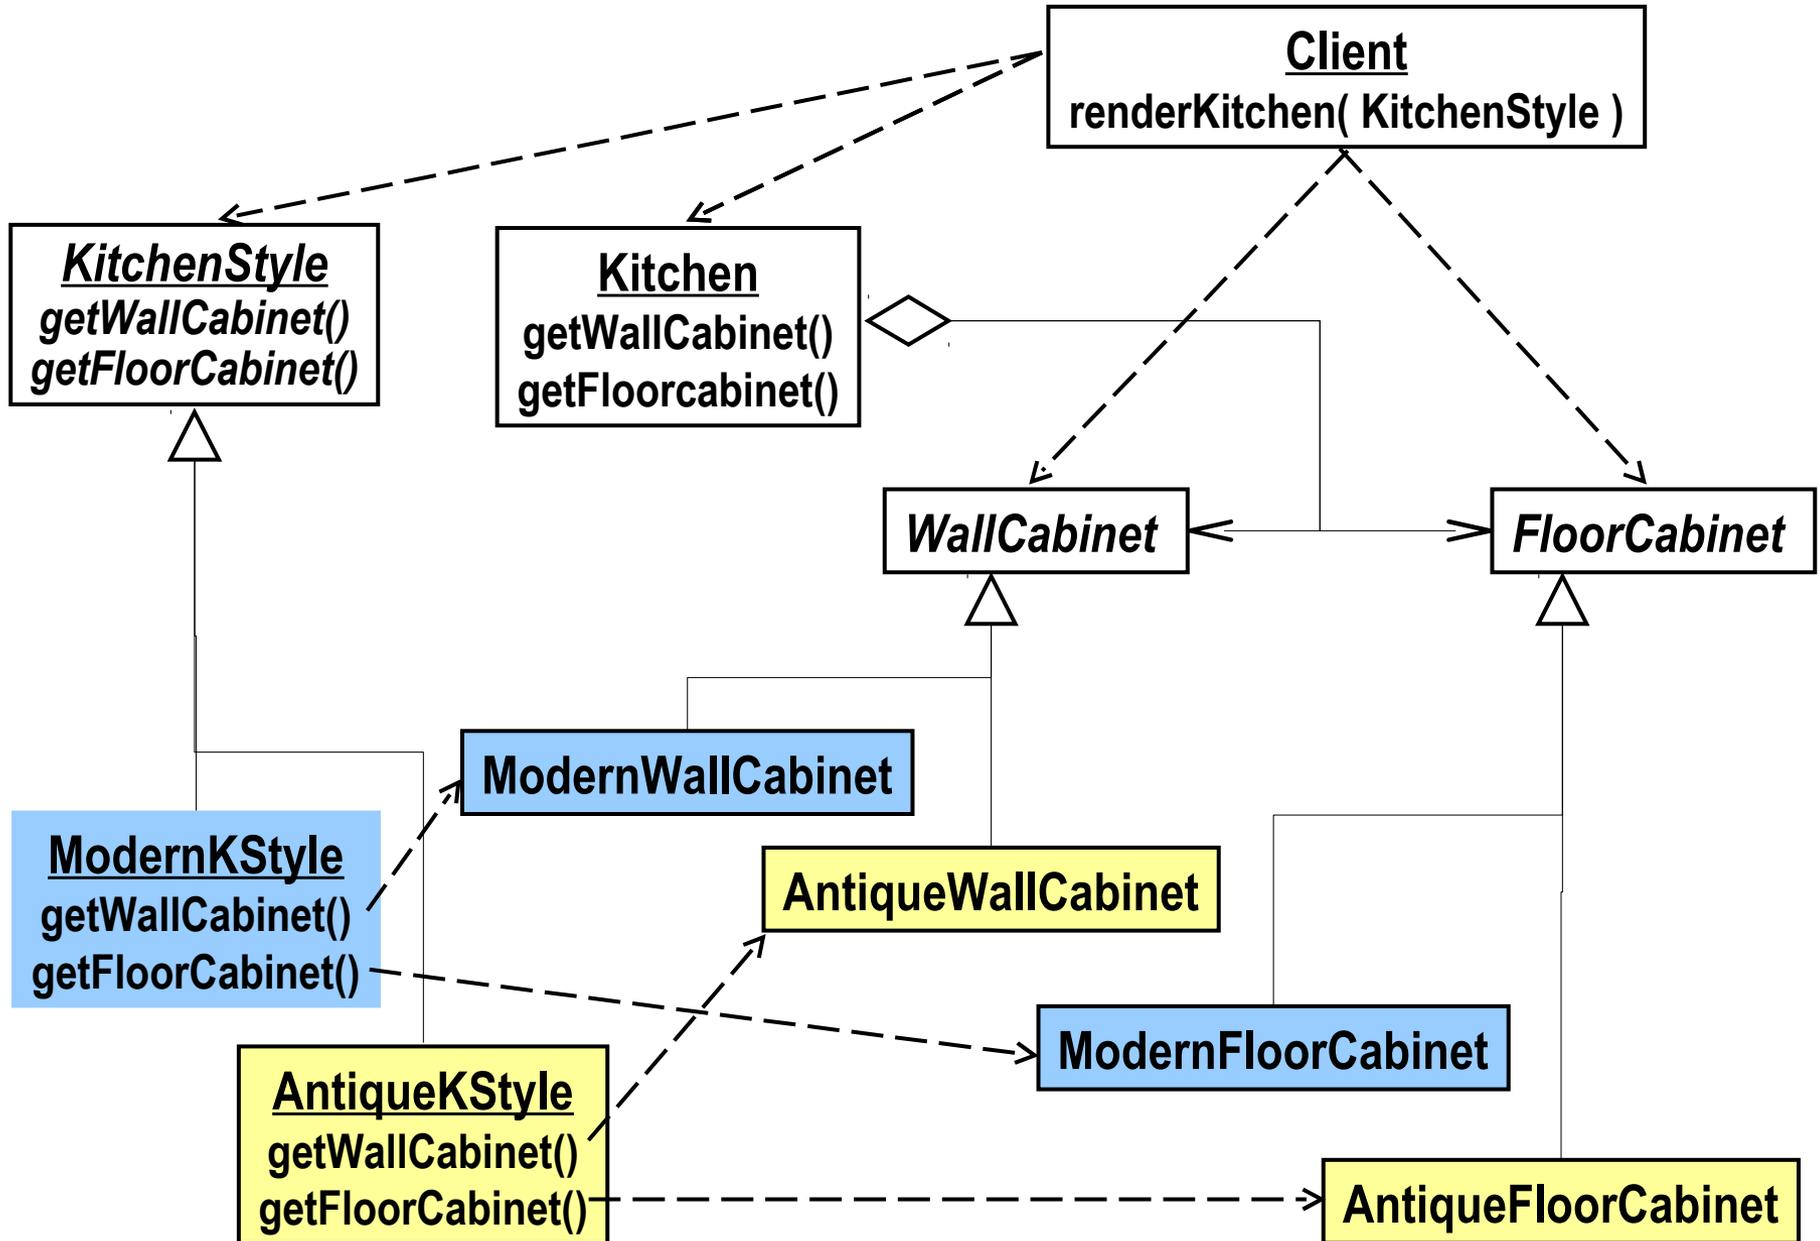 Client
renderKitchen( KitchenStyle )
KitchenStyle
getWallCabinet()
getFloorCabinet()
Kitchen
getWallCabinet()
getFloorcabinet()
WallCabinet
FloorCabinet
ModernWallCabinet
ModernKStyle
getWallCabinet()
getFloorCabinet()
AntiqueWallCabinet
ModernFloorCabinet
AntiqueKStyle
getWallCabinet()
getFloorCabinet()
AntiqueFloorCabinet